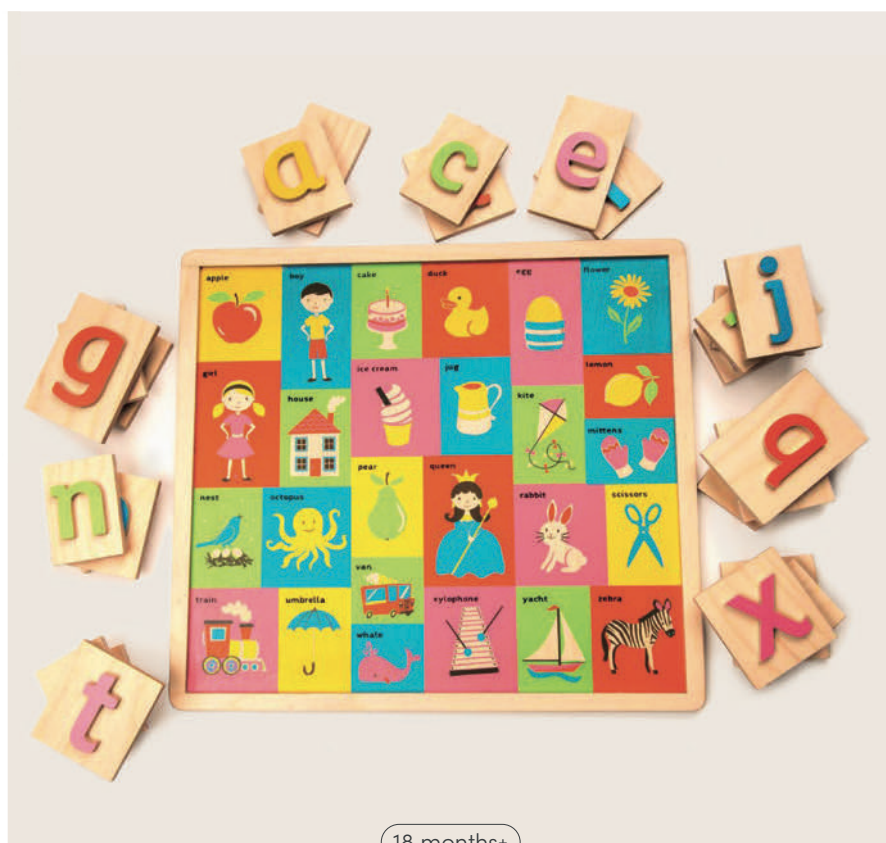 a
c
e
j
g
q
n
x
t
apple
boy
cake
duck
egg
flower
girl
house
ice cream
jug
kite
lemon
mittens
nest
octopus
pear
queen
rabbit
scissors
train
umbrella
van
whale
xylophone
yacht
zebra
18 months+